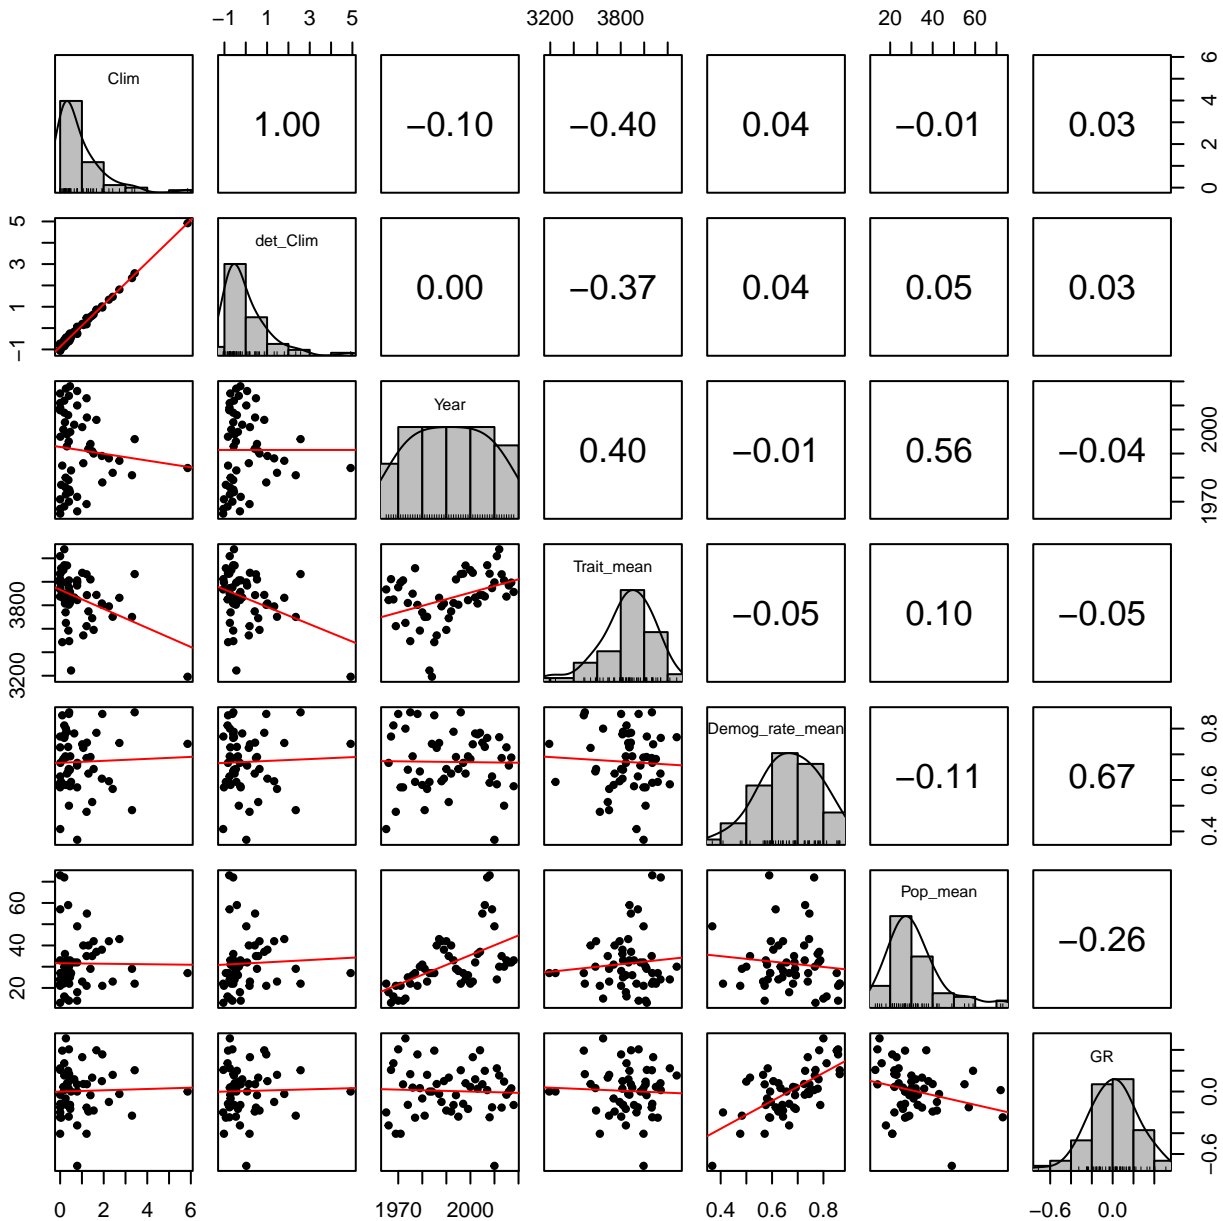 −1 1 3 5 3200 3800 20 40 60
Clim 1.00 −0.10 −0.40 0.04 −0.01 0.03 0 2 4 6
−1 1 3 5 det_Clim 0.00 −0.37 0.04 0.05 0.03
Year 0.40 −0.01 0.56 −0.04 1970 2000
3200 3800 Trait_mean −0.05 0.10 −0.05
Demog_rate_mean −0.11 0.67 0.4 0.6 0.8
20 40 60 Pop_mean −0.26
GR −0.6 0.0
0 2 4 6 1970 2000 0.4 0.6 0.8 −0.6 0.0